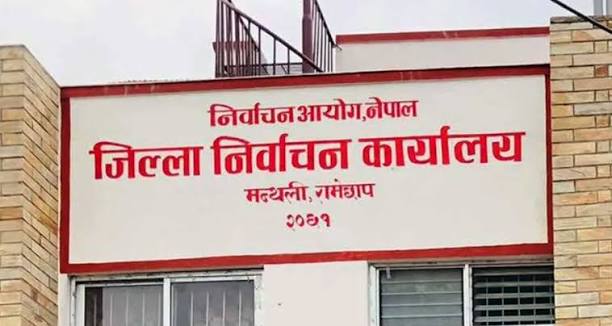 निर्वाचन आयोग,नेपाल
जिल्ला निर्वाचन कार्यालय
मन्थली, रामेछाप
२०७१